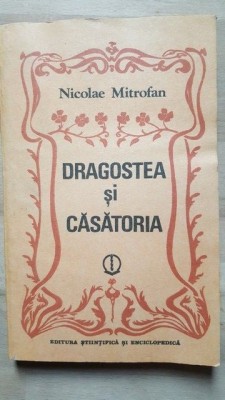 Nicolae Mitrofan
DRAGOSTEA
și
CĂSĂTORIA
EDITURA ȘTIINȚIFICĂ ȘI ENCICLOPEDICĂ